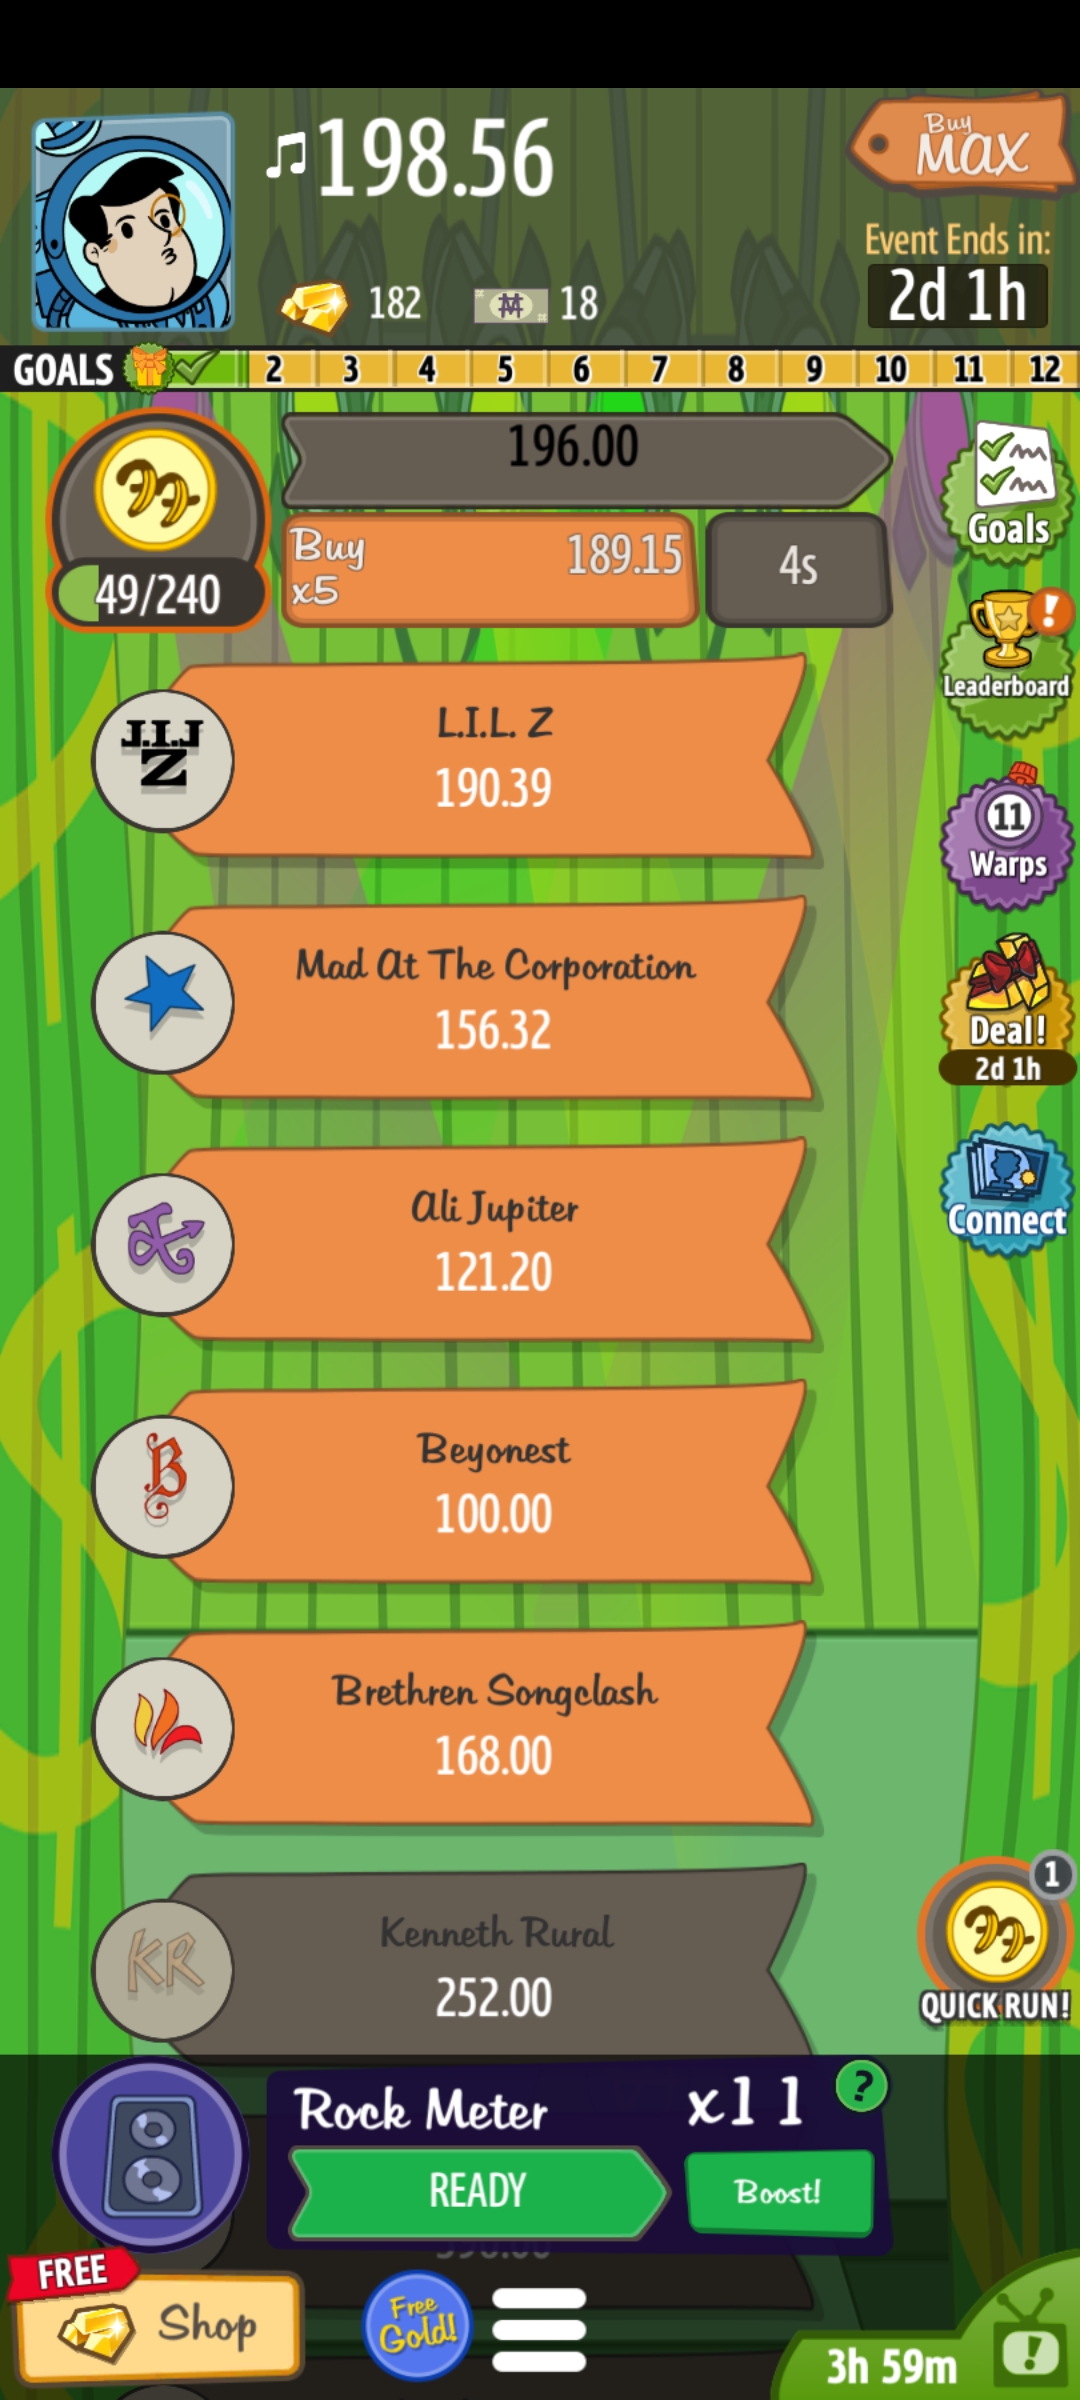 198.56
Buy
MAX
Event Ends in:
2d 1h
182
18
GOALS 2 3 4 5 6 7 8 9 10 11 12
196.00
49/240
Buy
x5
189.15
4s
Goals
Leaderboard
L.I.L. Z
190.39
L.I.L
Z
11
Warps
Mad At The Corporation
156.32
Deal!
2d 1h
Ali Jupiter
121.20
Connect
Beyonest
100.00
B
Brethren Songclash
168.00
Kenneth Rural
252.00
KR
1
QUICK RUN!
Rock Meter
x11
?
READY
Boost!
FREE
Shop
Free
Gold!
3h 59m